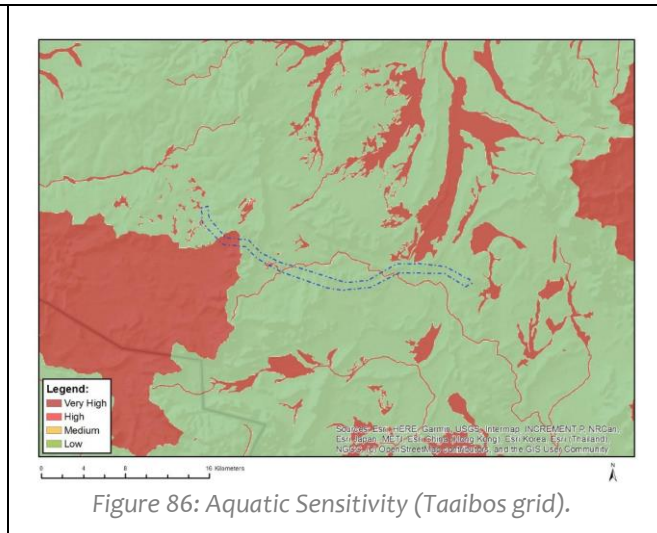 Legend:
Very High
High
Medium
Low
Sources: Esri, HERE, Garmin, USGS, Intermap, INCREMENT P, NRCan,
Esri Japan, METI, Esri China (Hong Kong), Esri Korea, Esri (Thailand),
NGCC, (c) OpenStreetMap contributors, and the GIS User Community
0 2 4 8 16 Kilometers
N
Figure 86: Aquatic Sensitivity (Taaibos grid).